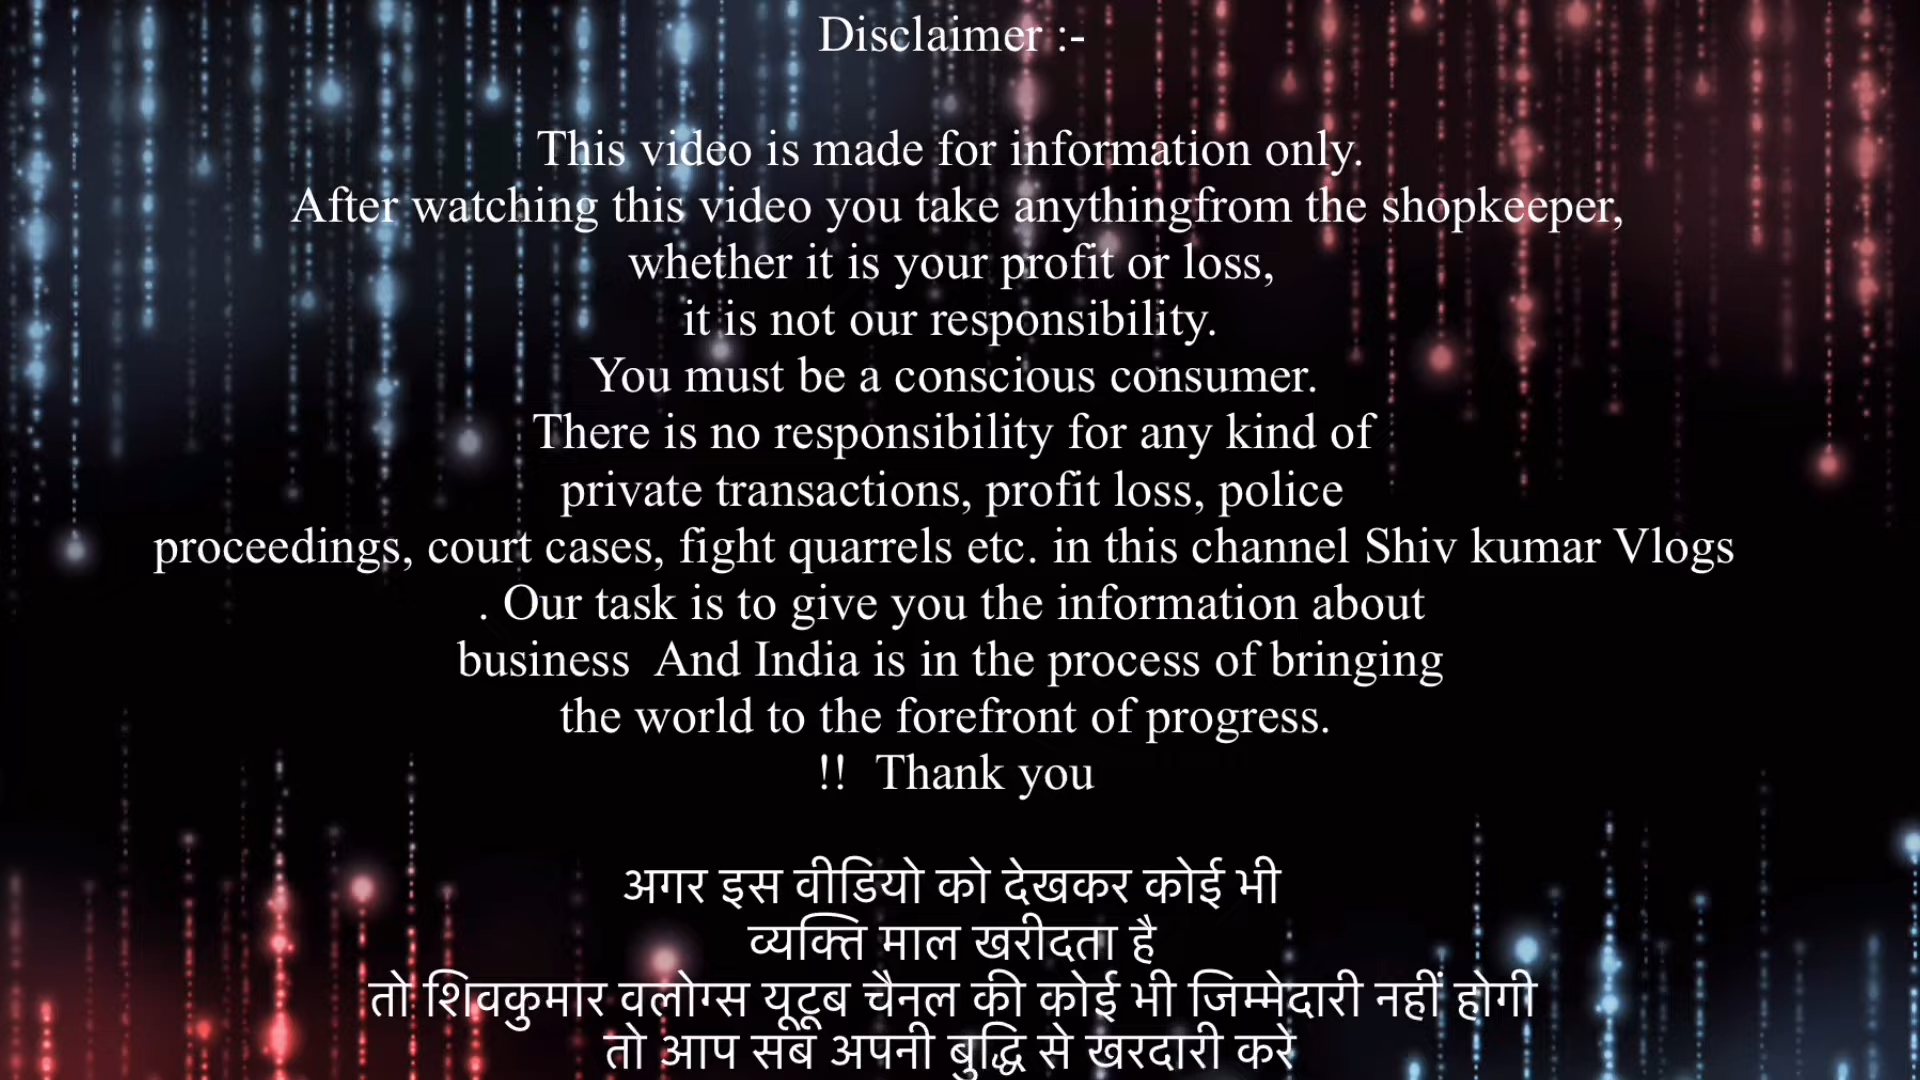 Disclaimer :-
This video is made for information only.
After watching this video you take anythingfrom the shopkeeper,
whether it is your profit or loss,
it is not our responsibility.
You must be a conscious consumer.
There is no responsibility for any kind of
private transactions, profit loss, police
proceedings, court cases, fight quarrels etc. in this channel Shiv kumar Vlogs
. Our task is to give you the information about
business  And India is in the process of bringing
the world to the forefront of progress.
!!  Thank you
अगर इस वीडियो को देखकर कोई भी
व्यक्ति माल खरीदता है
तो शिवकुमार वलोग्स यूटूब चैनल की कोई भी जिम्मेदारी नहीं होगी
तो आप सब अपनी बुद्धि से खरदारी करे